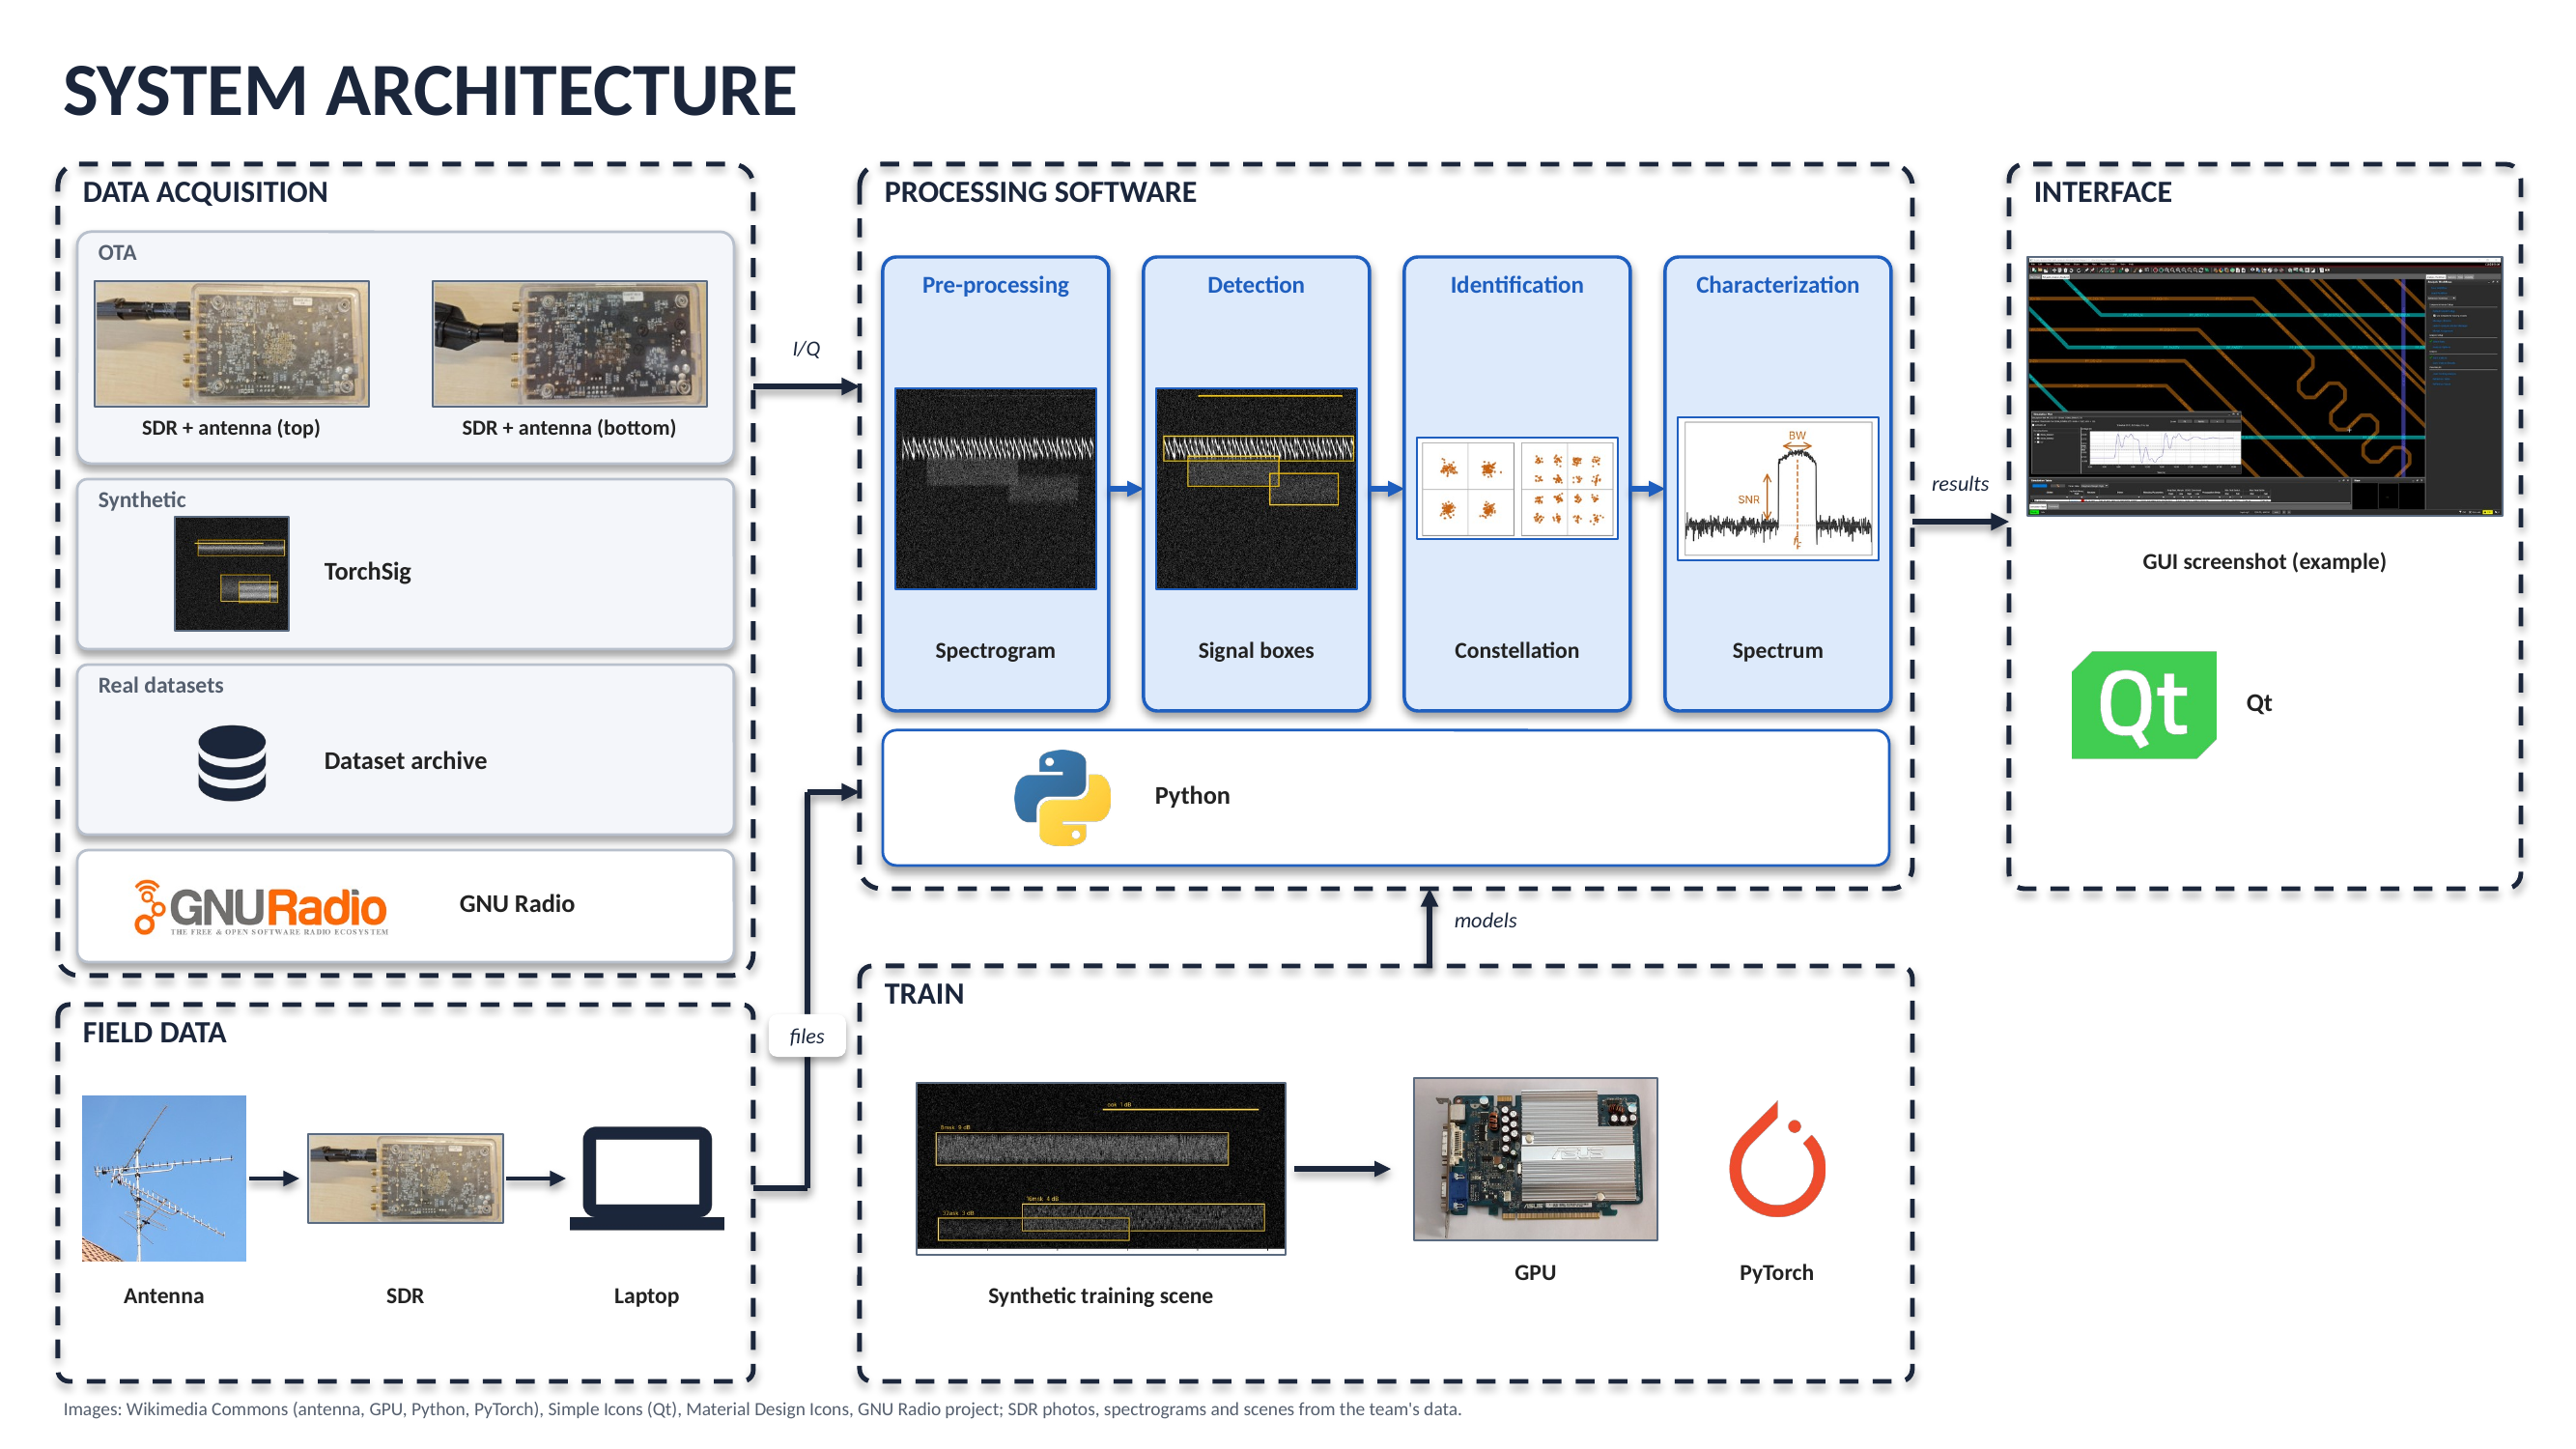 SYSTEM ARCHITECTURE
DATA ACQUISITION
OTA
SDR + antenna (top)
SDR + antenna (bottom)
Synthetic
TorchSig
Real datasets
Dataset archive
GNURadio
THE FREE & OPEN SOFTWARE RADIO ECOSYSTEM
GNU Radio
I/Q
PROCESSING SOFTWARE
Pre-processing
Spectrogram
Detection
Signal boxes
Identification
Constellation
Characterization
BW
SNR
Spectrum
Python
results
INTERFACE
GUI screenshot (example)
Qt
Qt
FIELD DATA
Antenna
SDR
Laptop
files
models
TRAIN
Synthetic training scene
GPU
PyTorch
Images: Wikimedia Commons (antenna, GPU, Python, PyTorch), Simple Icons (Qt), Material Design Icons, GNU Radio project; SDR photos, spectrograms and scenes from the team's data.